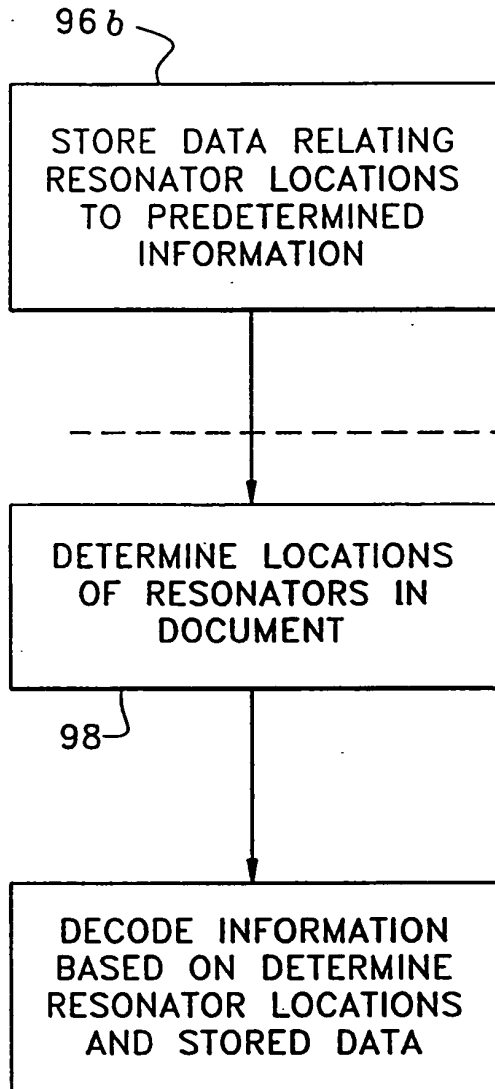 96b
STORE DATA RELATING
RESONATOR LOCATIONS
TO PREDETERMINED
INFORMATION
DETERMINE LOCATIONS
OF RESONATORS IN
DOCUMENT
98
DECODE INFORMATION
BASED ON DETERMINE
RESONATOR LOCATIONS
AND STORED DATA